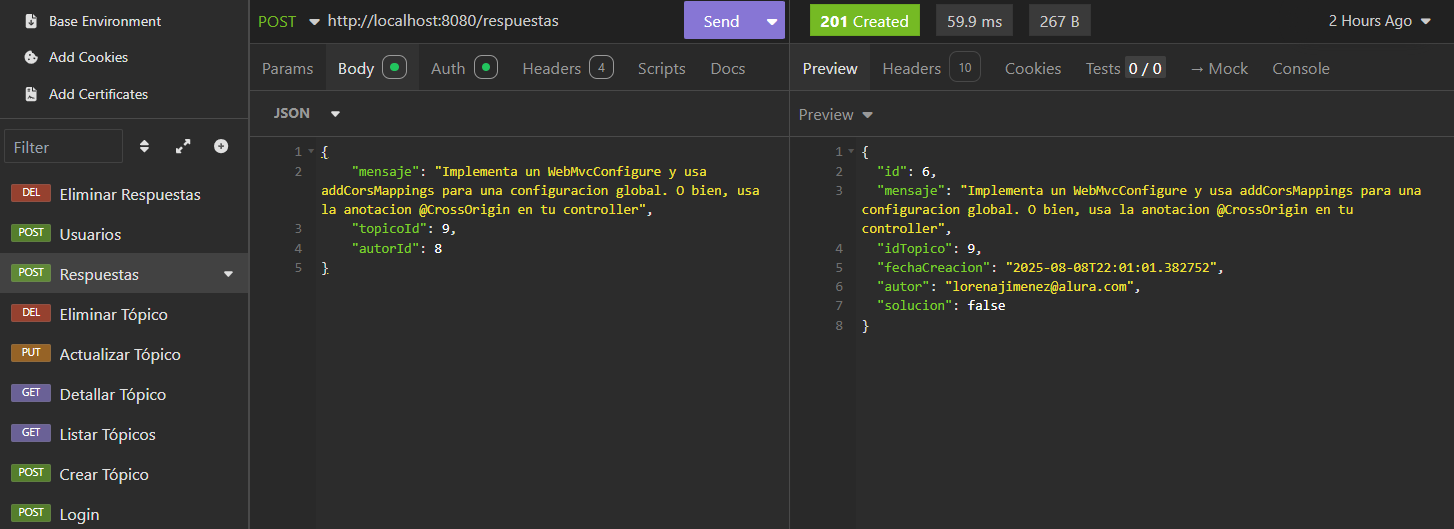 Base Environment
Add Cookies
Add Certificates
Filter
DEL Eliminar Respuestas
POST Usuarios
POST Respuestas
DEL Eliminar Tópico
PUT Actualizar Tópico
GET Detallar Tópico
GET Listar Tópicos
POST Crear Tópico
POST Login
POST http://localhost:8080/respuestas Send
Params Body Auth Headers 4 Scripts Docs
JSON
1 {
2 "mensaje": "Implementa un WebMvcConfigure y usa
addCorsMappings para una configuracion global. O bien, usa
la anotacion @CrossOrigin en tu controller",
3 "topicoId": 9,
4 "autorId": 8
5 }
201 Created 59.9 ms 267 B 2 Hours Ago
Preview Headers 10 Cookies Tests 0 / 0 → Mock Console
Preview
1 {
2 "id": 6,
3 "mensaje": "Implementa un WebMvcConfigure y usa addCorsMappings para una
configuracion global. O bien, usa la anotacion @CrossOrigin en tu
controller",
4 "idTopico": 9,
5 "fechaCreacion": "2025-08-08T22:01:01.382752",
6 "autor": "lorenajimenez@alura.com",
7 "solucion": false
8 }